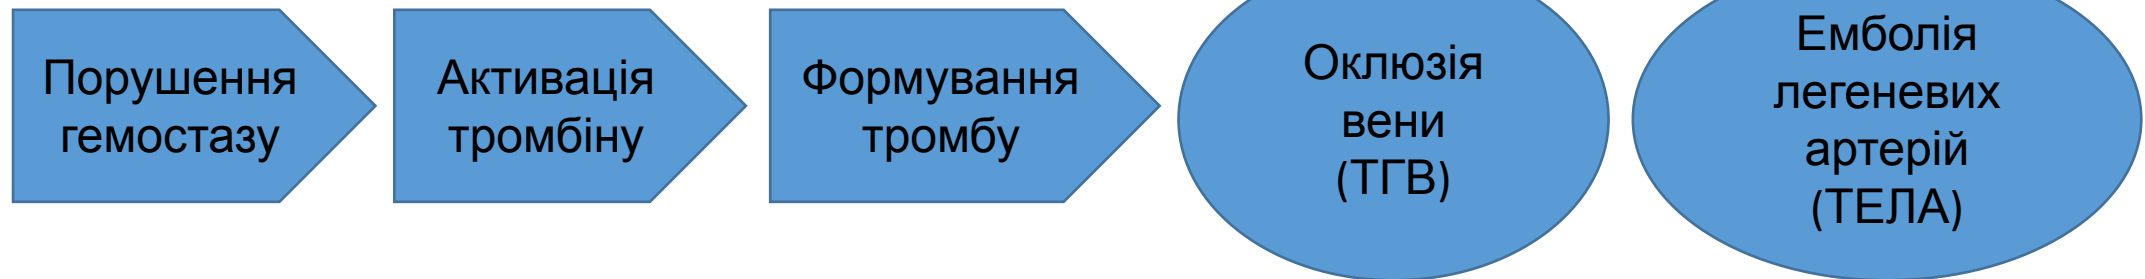 Порушення
гемостазу
Активація
тромбіну
Формування
тромбу
Оклюзія
вени
(ТГВ)
Емболія
легеневих
артерій
(ТЕЛА)